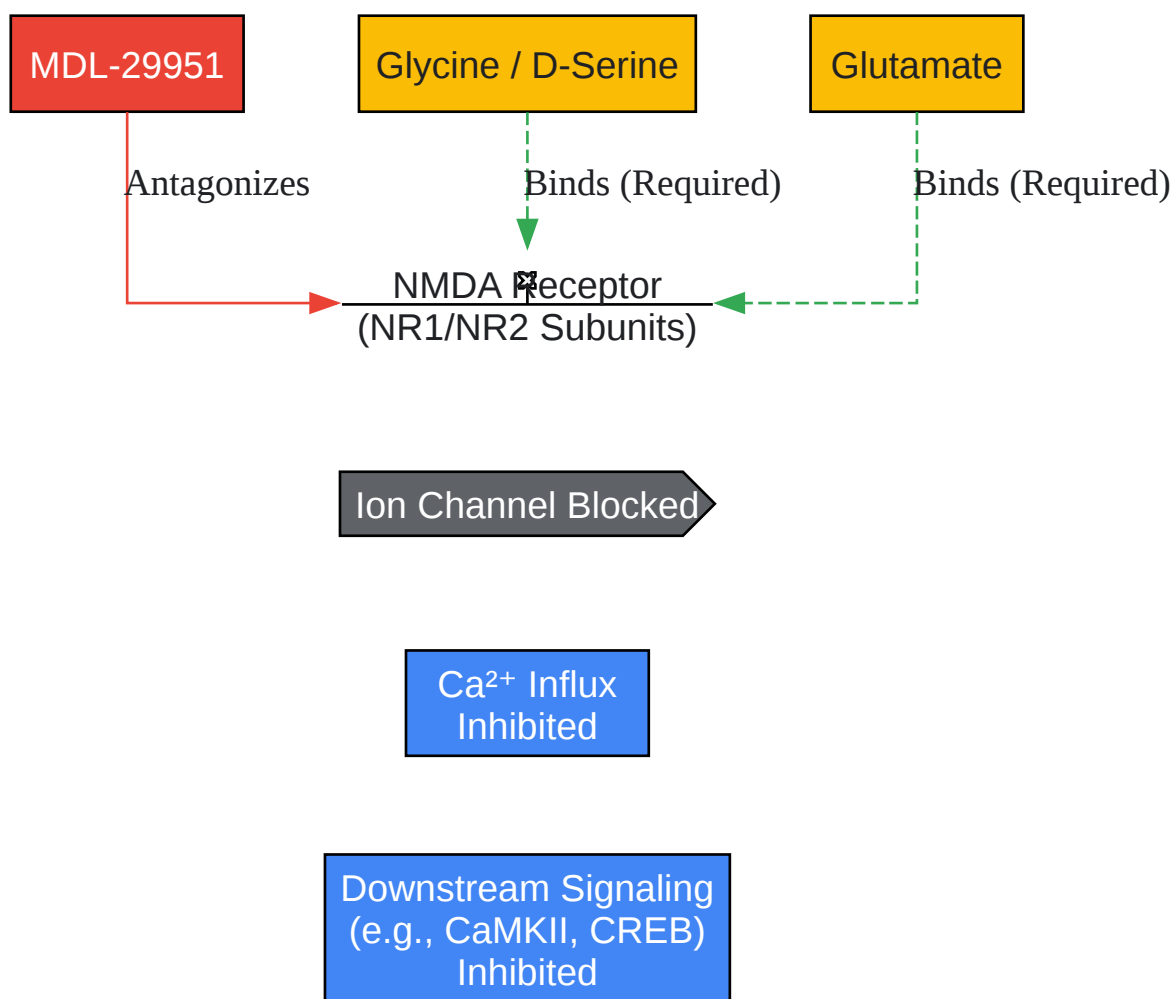 MDL-29951
Glycine / D-Serine
Glutamate
Antagonizes
Binds (Required)
Binds (Required)
NMDA Receptor
(NR1/NR2 Subunits)
Ion Channel Blocked
Ca²⁺ Influx
Inhibited
Downstream Signaling
(e.g., CaMKII, CREB)
Inhibited